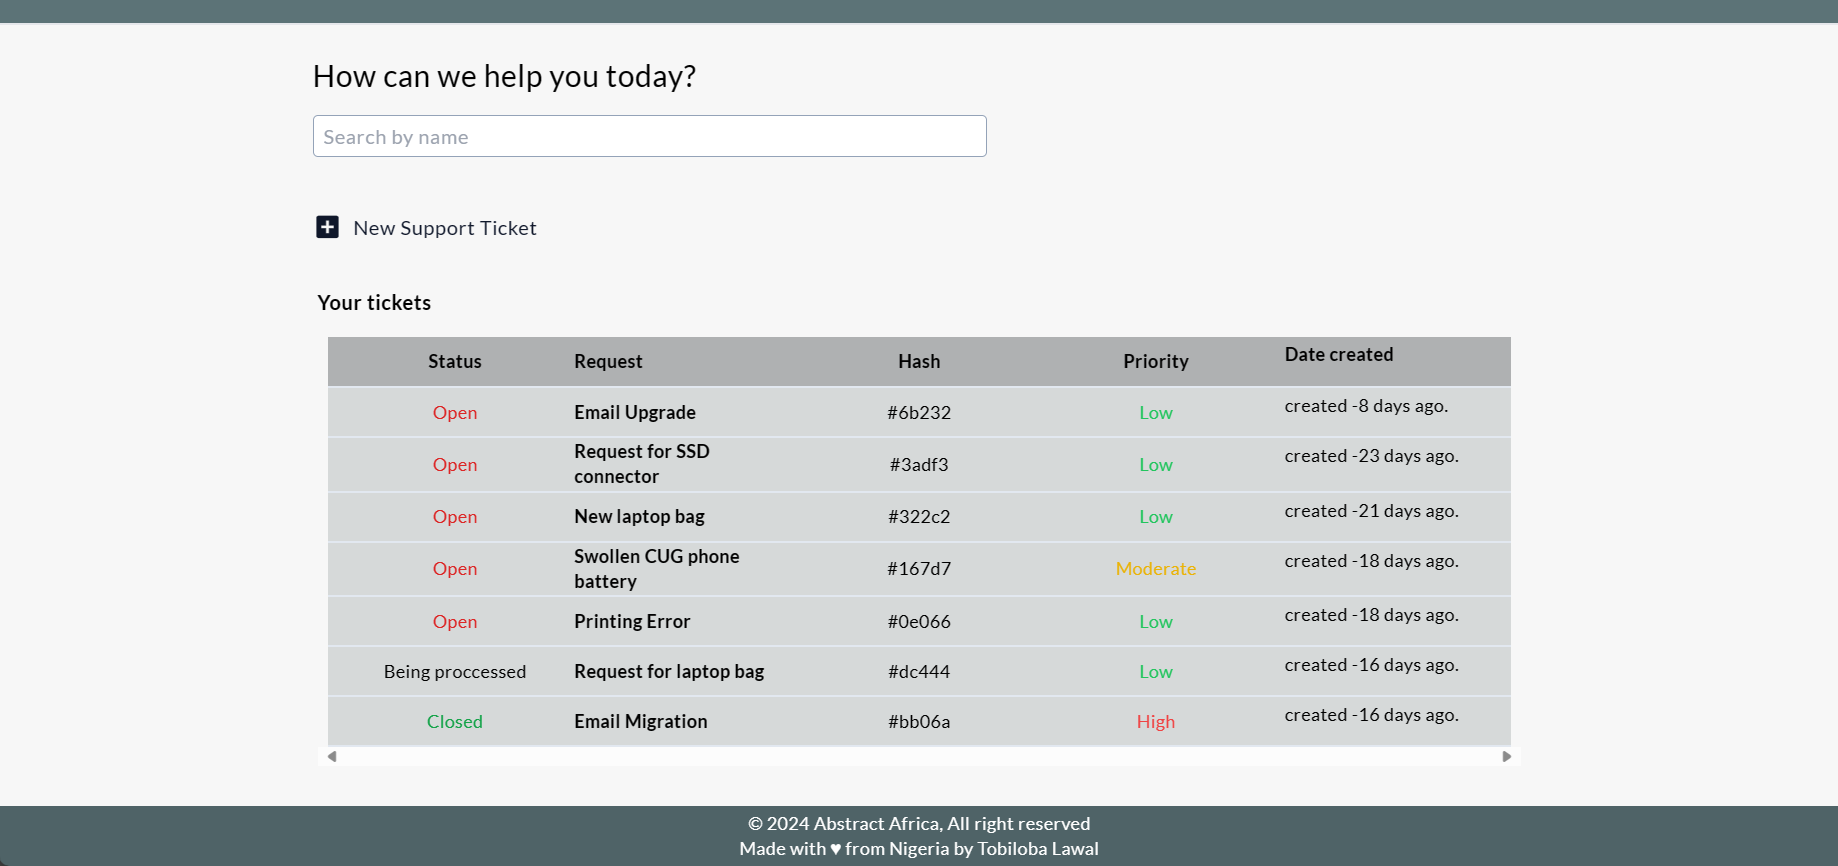 How can we help you today?
Search by name
New Support Ticket
Your tickets
Status Request Hash Priority Date created
Open Email Upgrade #6b232 Low created -8 days ago.
Open Request for SSD connector #3adf3 Low created -23 days ago.
Open New laptop bag #322c2 Low created -21 days ago.
Open Swollen CUG phone battery #167d7 Moderate created -18 days ago.
Open Printing Error #0e066 Low created -18 days ago.
Being proccessed Request for laptop bag #dc444 Low created -16 days ago.
Closed Email Migration #bb06a High created -16 days ago.
© 2024 Abstract Africa, All right reserved
Made with ♥ from Nigeria by Tobiloba Lawal